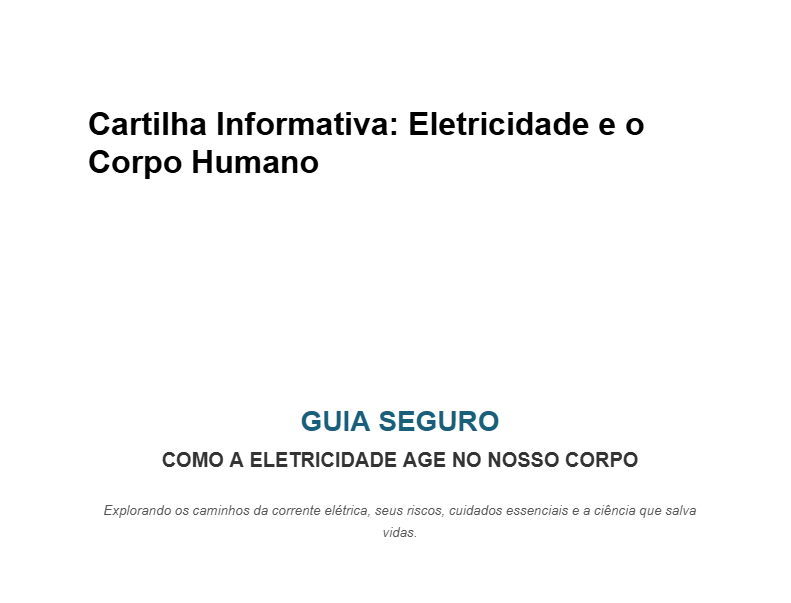 Cartilha Informativa: Eletricidade e o
Corpo Humano
GUIA SEGURO
COMO A ELETRICIDADE AGE NO NOSSO CORPO
Explorando os caminhos da corrente elétrica, seus riscos, cuidados essenciais e a ciência que salva
vidas.